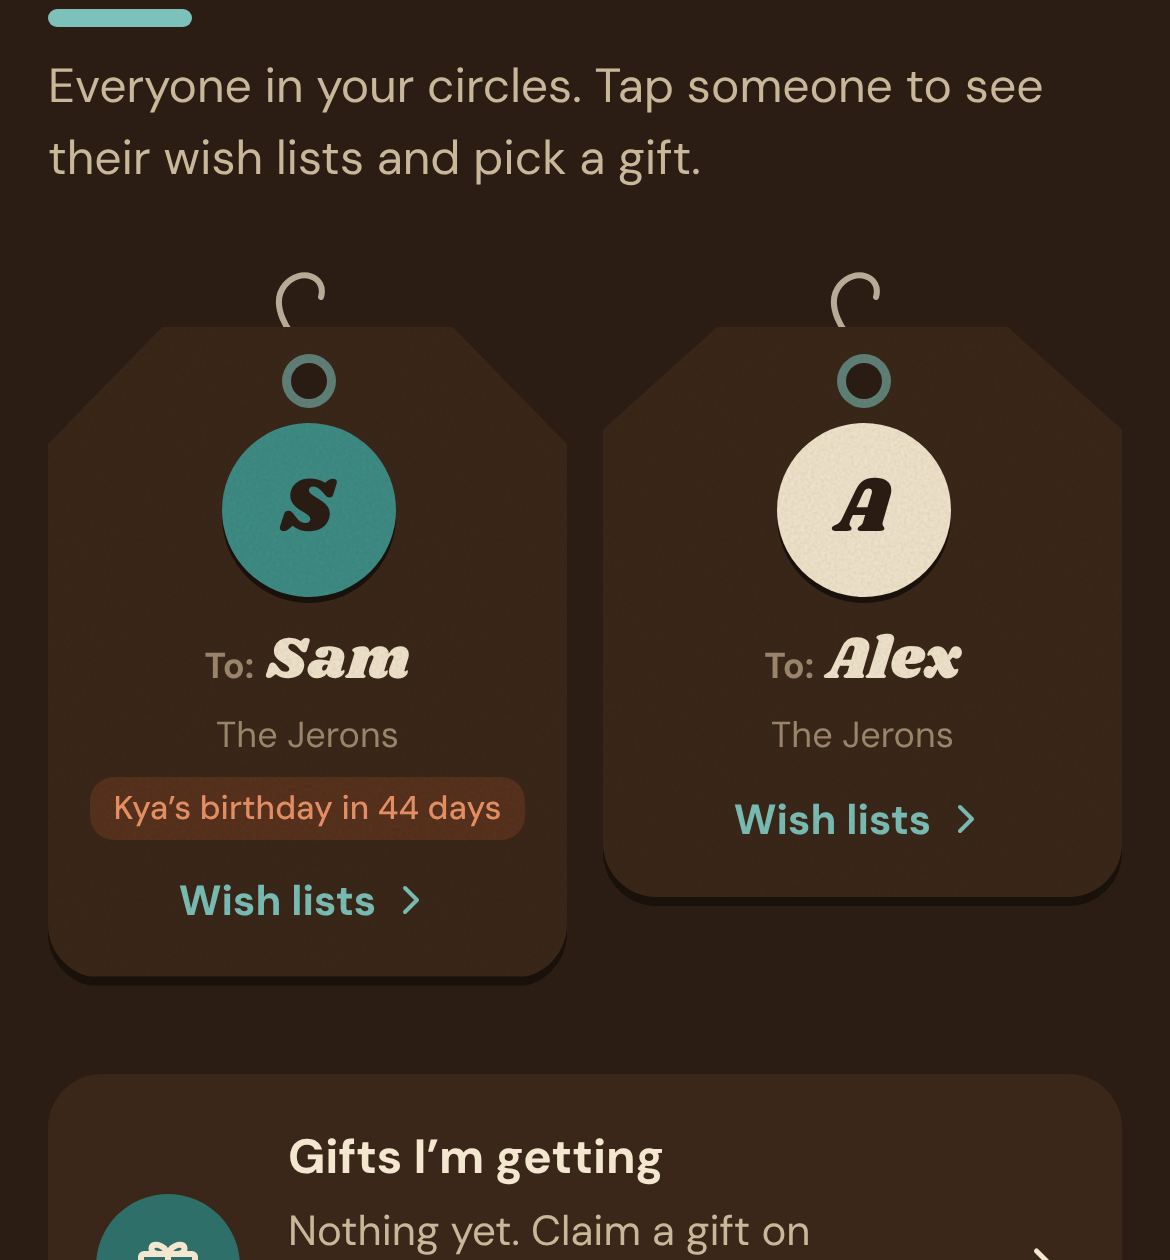 Everyone in your circles. Tap someone to see
their wish lists and pick a gift.
S
To: Sam
The Jerons
Kya’s birthday in 44 days
Wish lists
A
To: Alex
The Jerons
Wish lists
Gifts I’m getting
Nothing yet. Claim a gift on